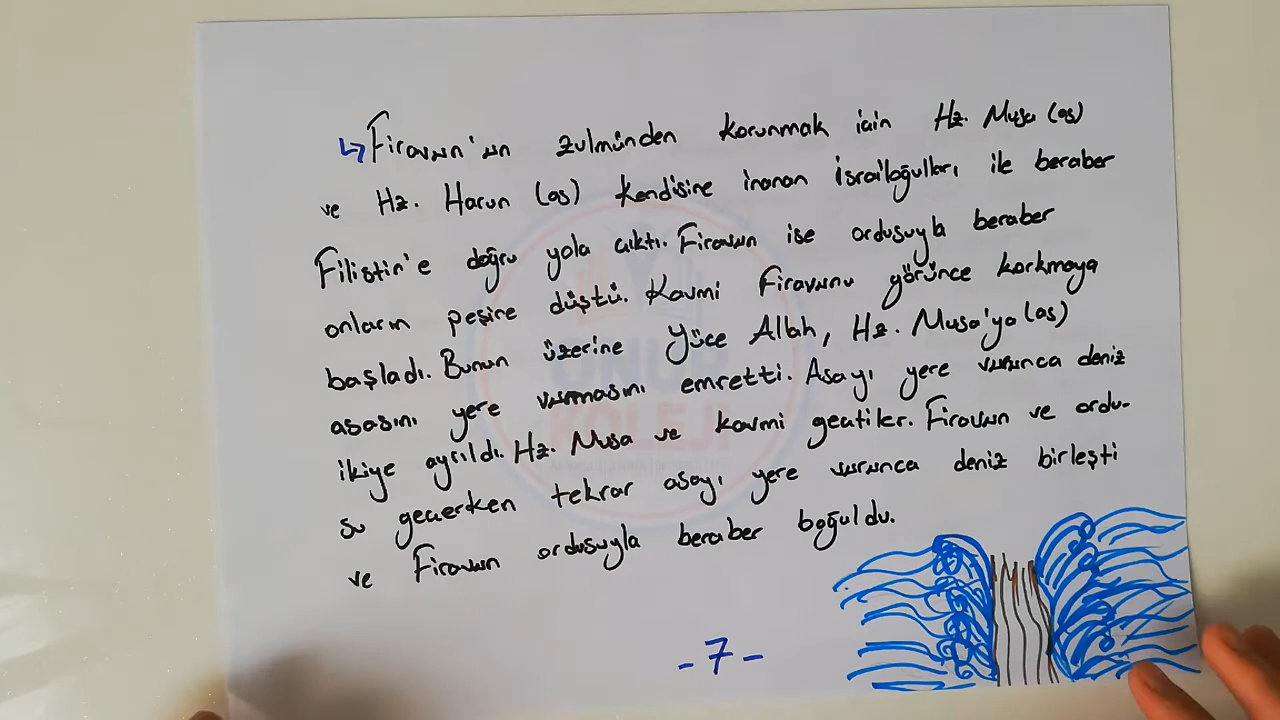 ↳ Firavun'un zulmünden korunmak için Hz. Musa (as)
ve Hz. Harun (as) kendisine inanan İsrailoğulları ile beraber
Filistin'e doğru yola çıktı. Firavun ise ordusuyla beraber
onların peşine düştü. Kavmi Firavunu görünce korkmaya
başladı. Bunun üzerine Yüce Allah, Hz. Musa'ya (as)
asasını yere vurmasını emretti. Asayı yere vurunca deniz
ikiye ayrıldı. Hz. Musa ve kavmi geçtiler. Firavun ve ordu-
su geçerken tekrar asayı yere vurunca deniz birleşti
ve Firavun ordusuyla beraber boğuldu.
-7-
ONUR
KOLEJİ